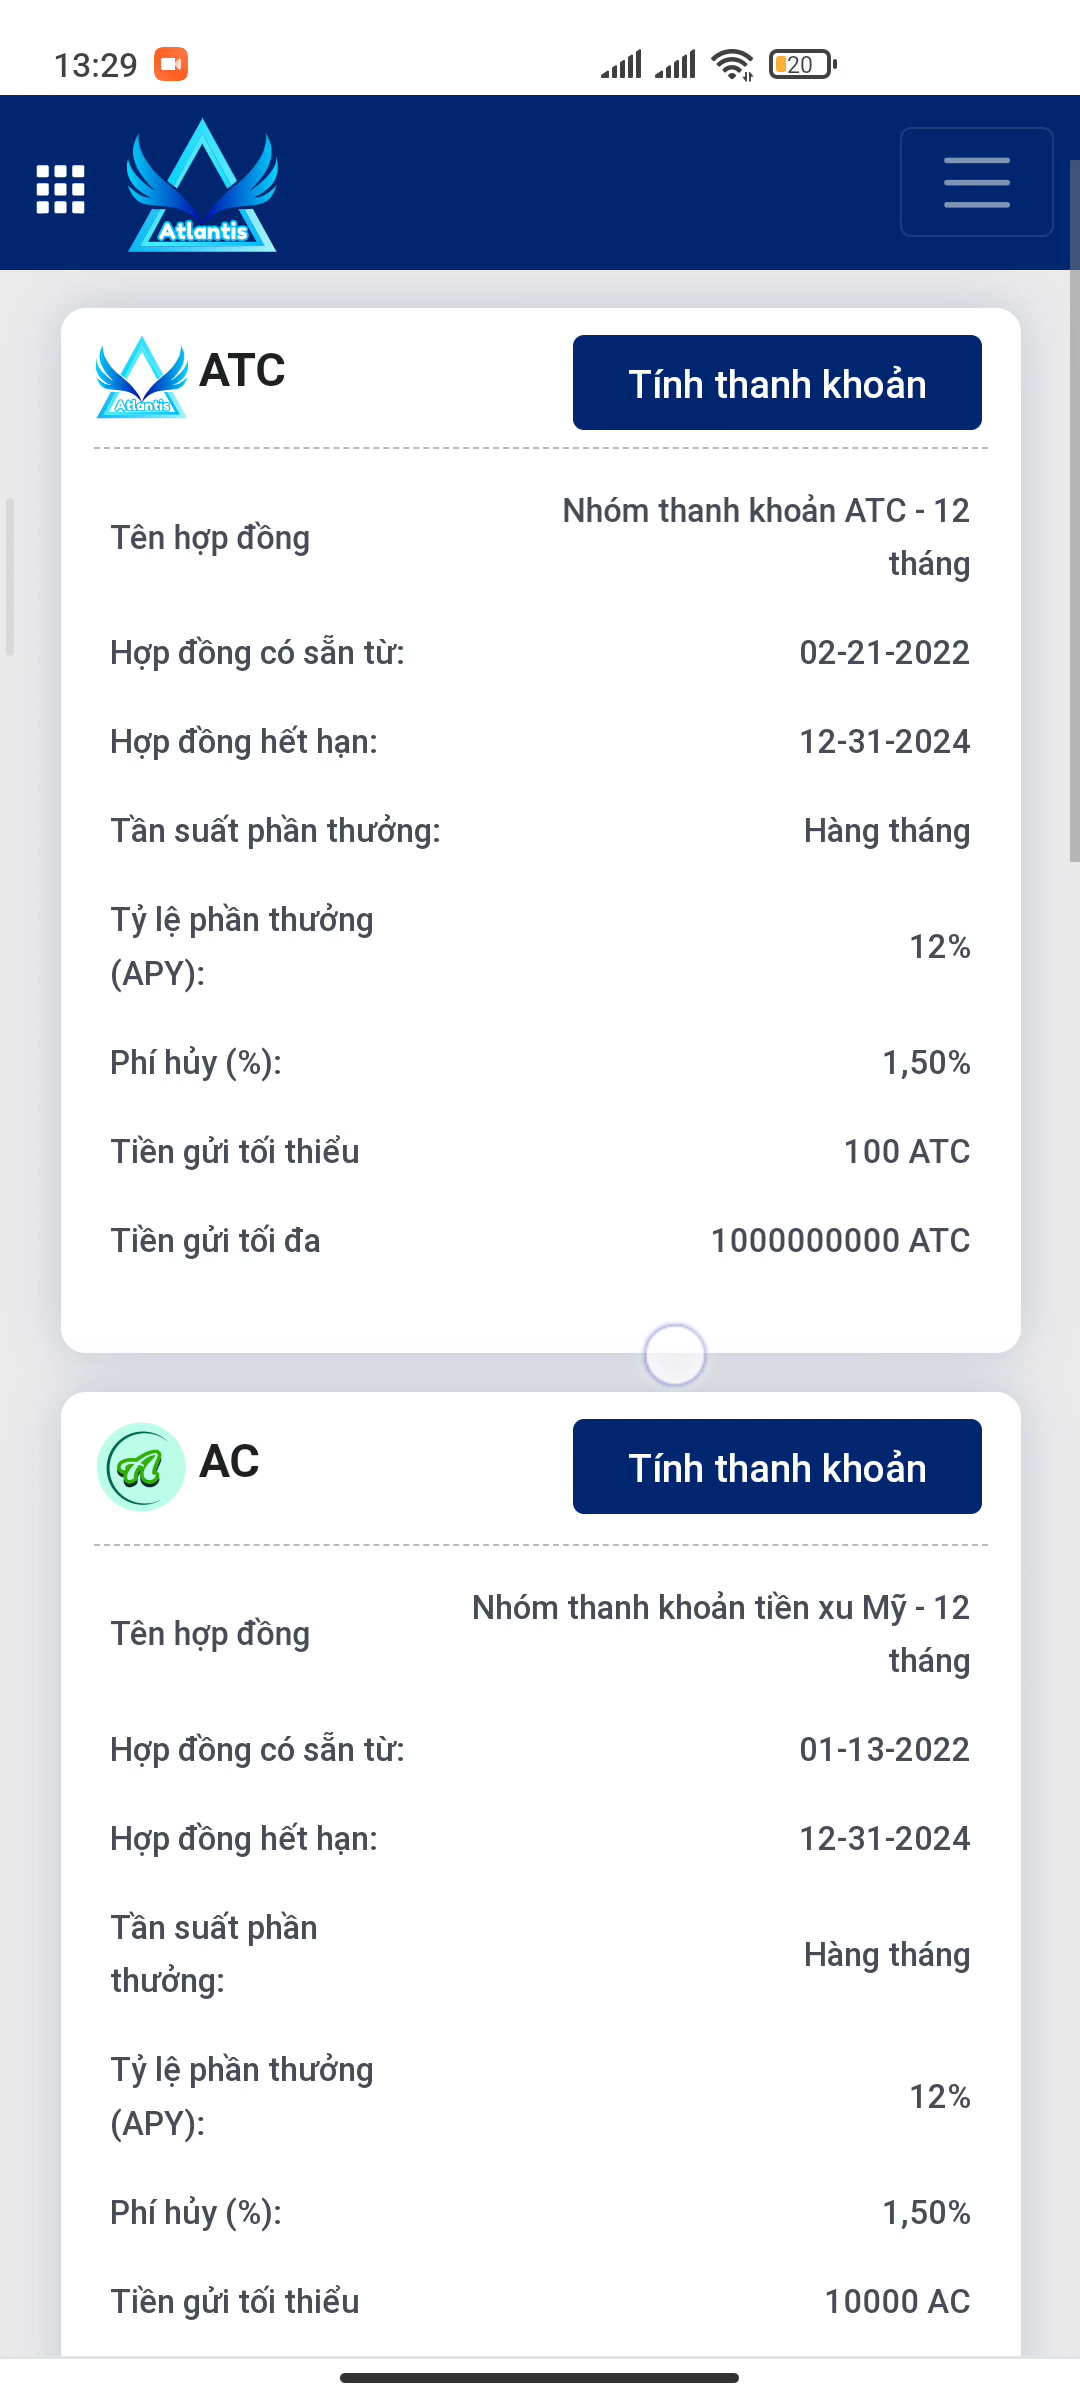 13:29
20
Atlantis
Atlantis
ATC
Tính thanh khoản
Tên hợp đồng
Nhóm thanh khoản ATC - 12
tháng
Hợp đồng có sẵn từ:
02-21-2022
Hợp đồng hết hạn:
12-31-2024
Tần suất phần thưởng:
Hàng tháng
Tỷ lệ phần thưởng
(APY):
12%
Phí hủy (%):
1,50%
Tiền gửi tối thiểu
100 ATC
Tiền gửi tối đa
1000000000 ATC
AC
Tính thanh khoản
Tên hợp đồng
Nhóm thanh khoản tiền xu Mỹ - 12
tháng
Hợp đồng có sẵn từ:
01-13-2022
Hợp đồng hết hạn:
12-31-2024
Tần suất phần
thưởng:
Hàng tháng
Tỷ lệ phần thưởng
(APY):
12%
Phí hủy (%):
1,50%
Tiền gửi tối thiểu
10000 AC